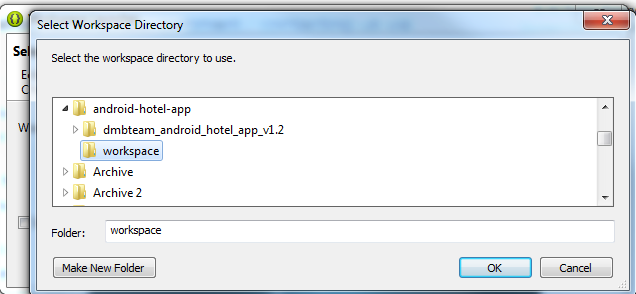 Select Workspace Directory
Sel
Select the workspace directory to use.
android-hotel-app
dmbteam_android_hotel_app_v1.2
workspace
Archive
Archive 2
Folder:
workspace
Make New Folder
OK
Cancel